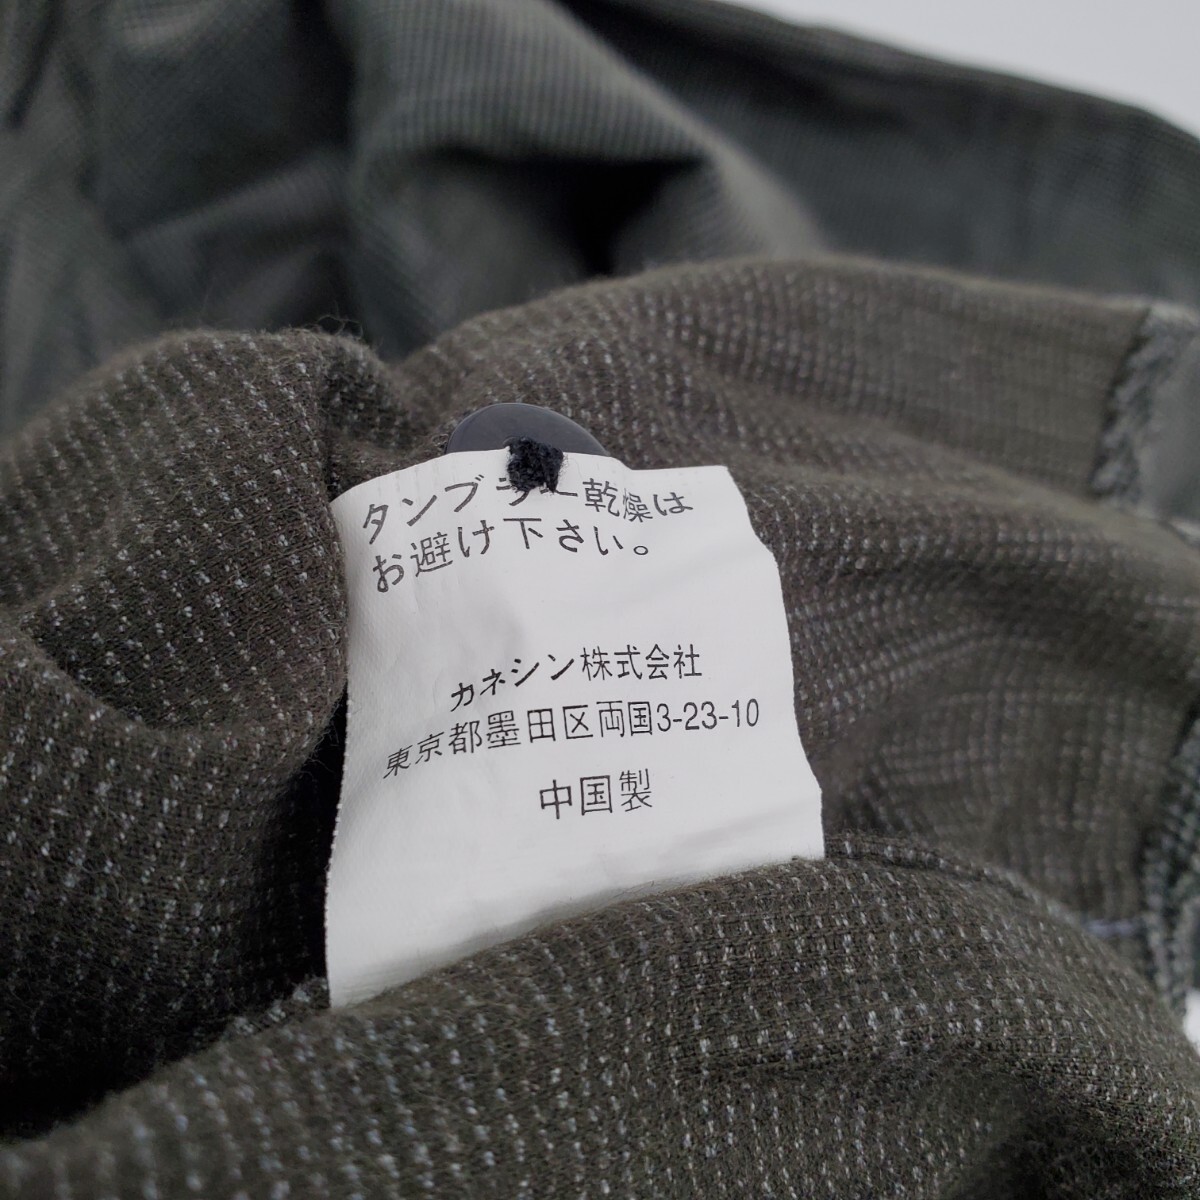 タンブラー乾燥は
お避け下さい。
カネシン株式会社
東京都墨田区両国3-23-10
中国製